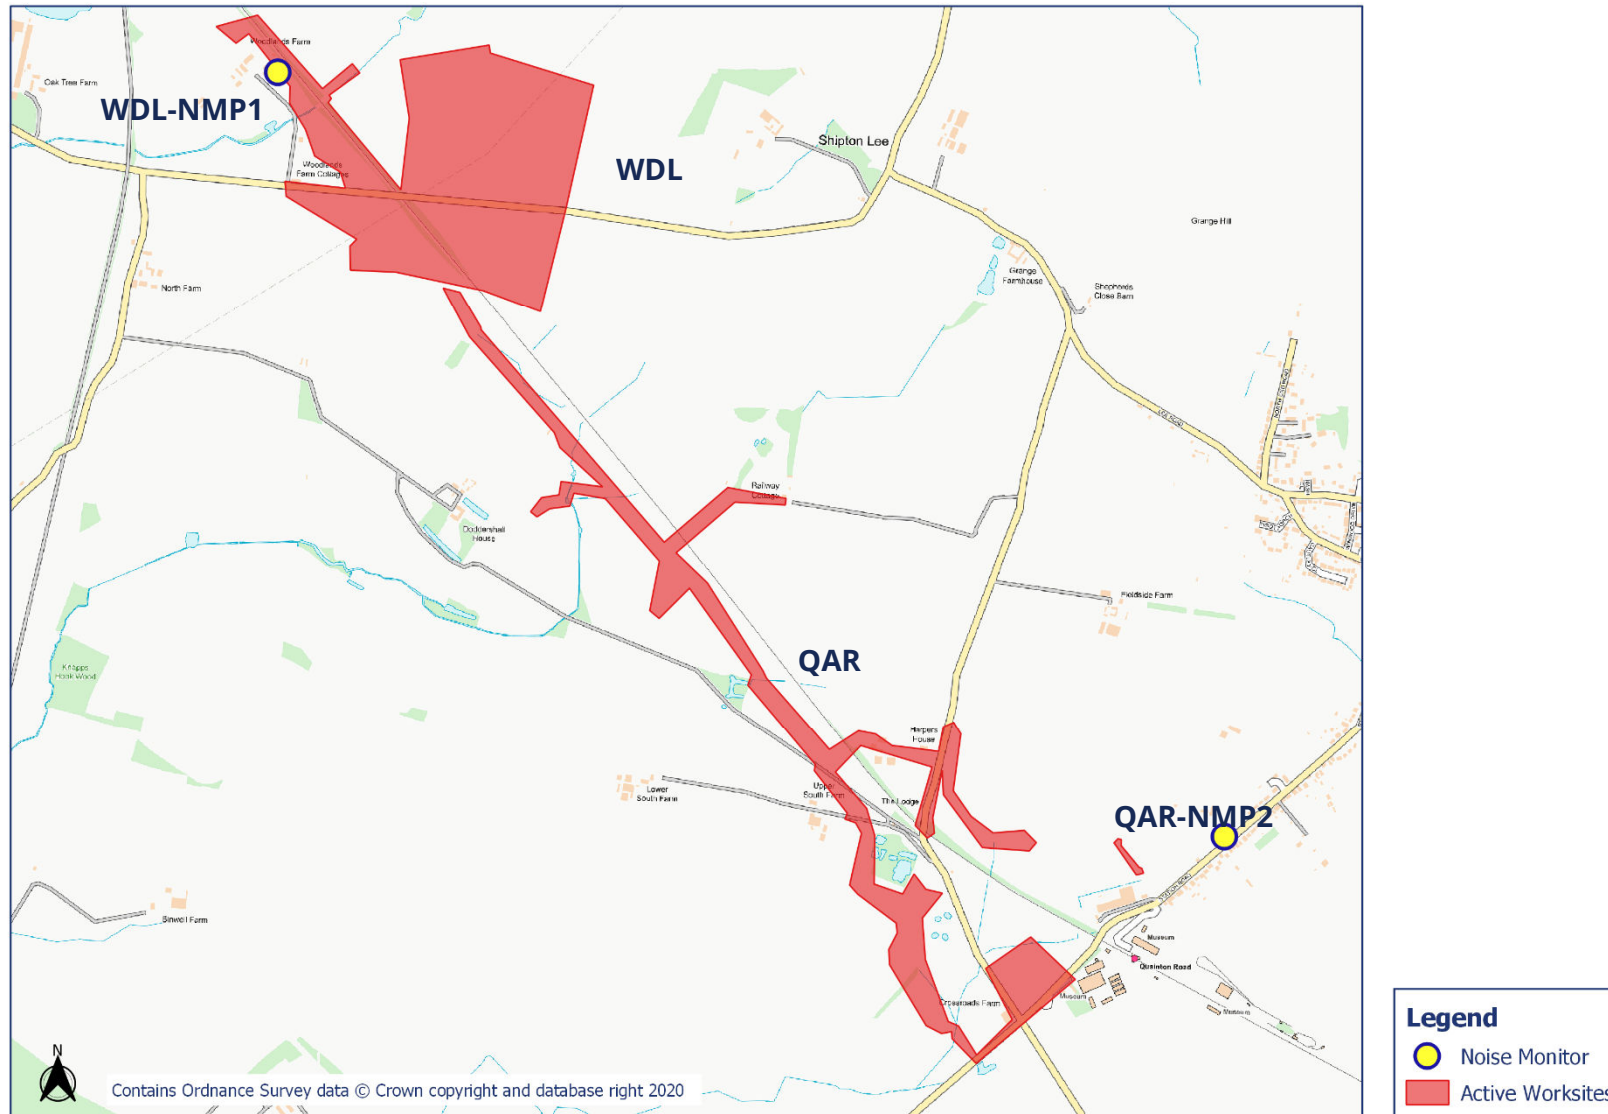 Woodlands Farm
Oak Tree Farm
WDL-NMP1
Shipton Lee
Woodlands
Farm Cottages
WDL
Grange Hill
Grange
Farmhouse
North Farm
Shepherds
Close Barn
Railway
Cottage
Doddershall
House
Fieldside Farm
Knapps
Hook Wood
QAR
Harpers
House
Lower
South Farm
Upper
South Farm
The Lodge
QAR-NMP2
STATION ROAD
Binwell Farm
Museum
Quainton Road
Crossroads Farm
Museum
Museum
Legend
Noise Monitor
Active Worksites
N
Contains Ordnance Survey data © Crown copyright and database right 2020